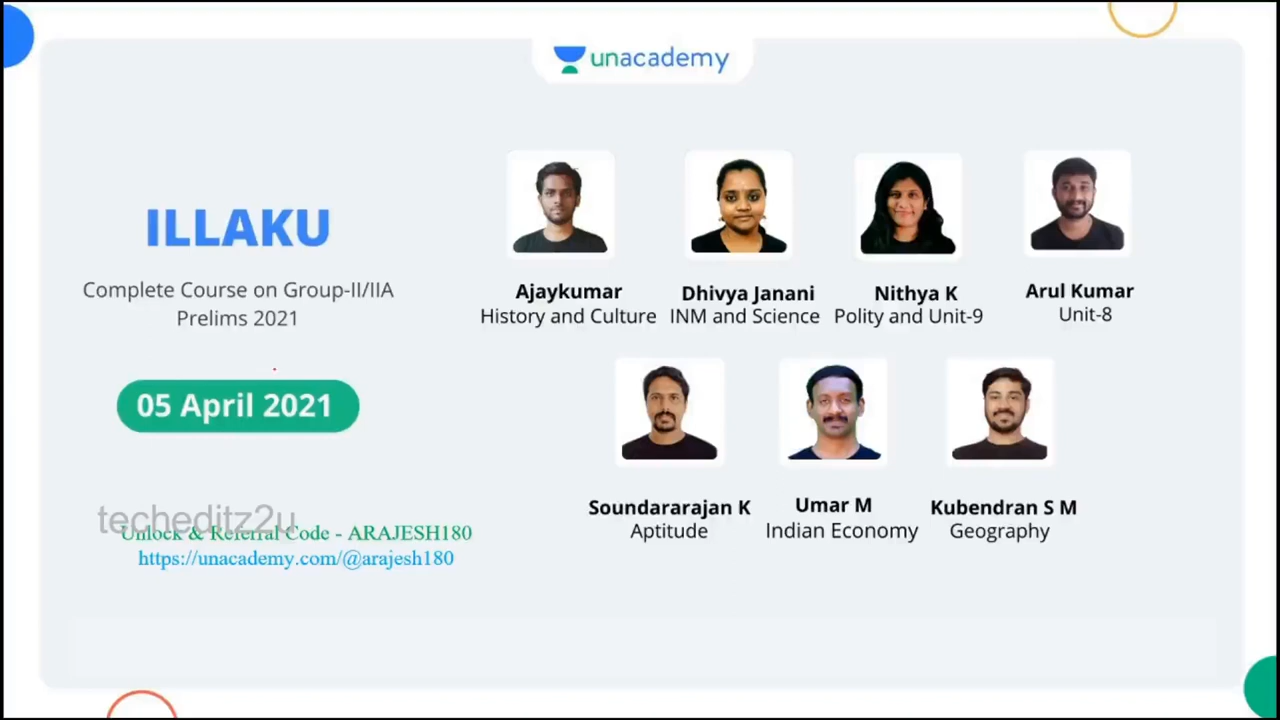 unacademy
ILLAKU
Complete Course on Group-II/IIA
Prelims 2021
05 April 2021
techeditz2u
Unlock & Referral Code - ARAJESH180
https://unacademy.com/@arajesh180
Ajaykumar
History and Culture
Dhivya Janani
INM and Science
Nithya K
Polity and Unit-9
Arul Kumar
Unit-8
Soundararajan K
Aptitude
Umar M
Indian Economy
Kubendran S M
Geography